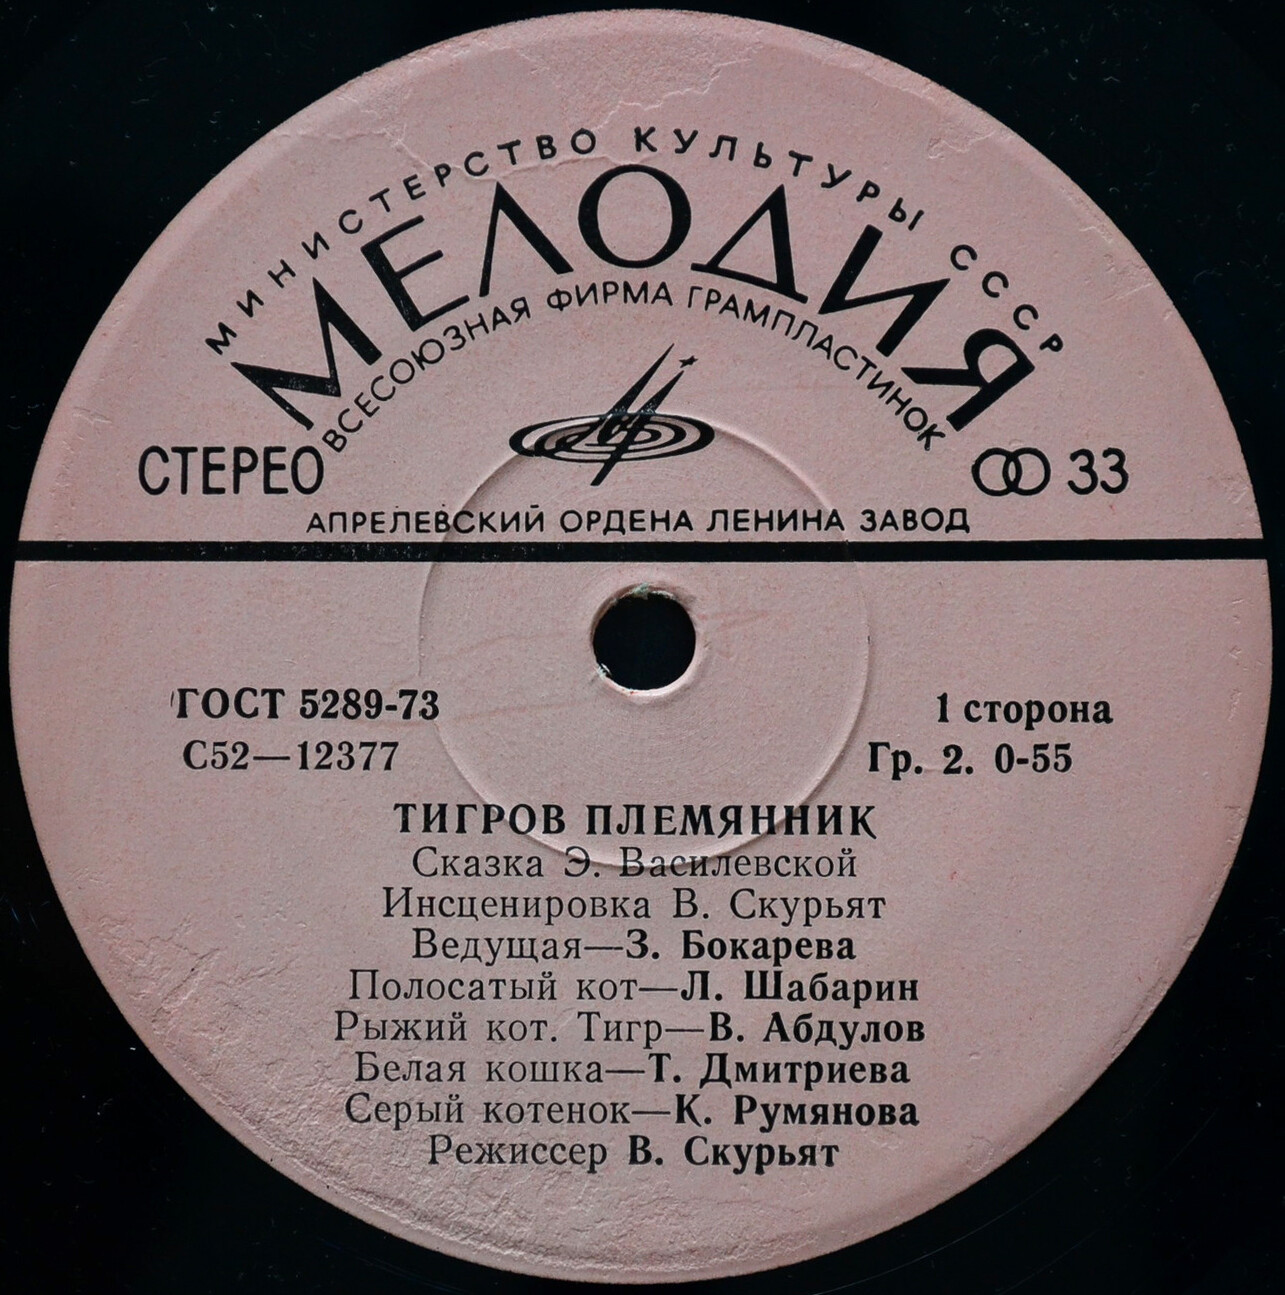 МИНИСТЕРСТВО КУЛЬТУРЫ СССР
МЕЛОДИЯ
ВСЕСОЮЗНАЯ ФИРМА ГРАМПЛАСТИНОК
СТЕРЕО
33
АПРЕЛЕВСКИЙ ОРДЕНА ЛЕНИНА ЗАВОД
ГОСТ 5289-73
1 сторона
С52—12377
Гр. 2. 0-55
ТИГРОВ ПЛЕМЯННИК
Сказка Э. Василевской
Инсценировка В. Скурьят
Ведущая—З. Бокарева
Полосатый кот—Л. Шабарин
Рыжий кот. Тигр—В. Абдулов
Белая кошка—Т. Дмитриева
Серый котенок—К. Румянова
Режиссер В. Скурьят